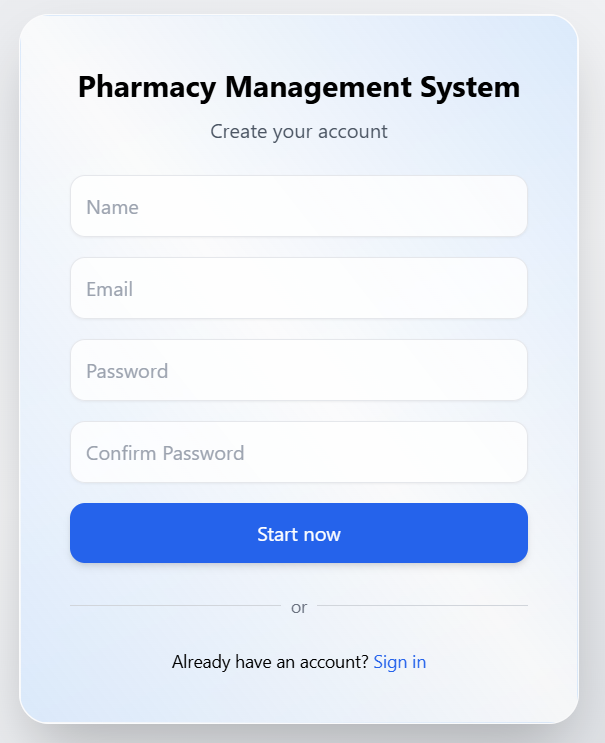 Pharmacy Management System
Create your account
Name
Email
Password
Confirm Password
Start now
or
Already have an account? Sign in